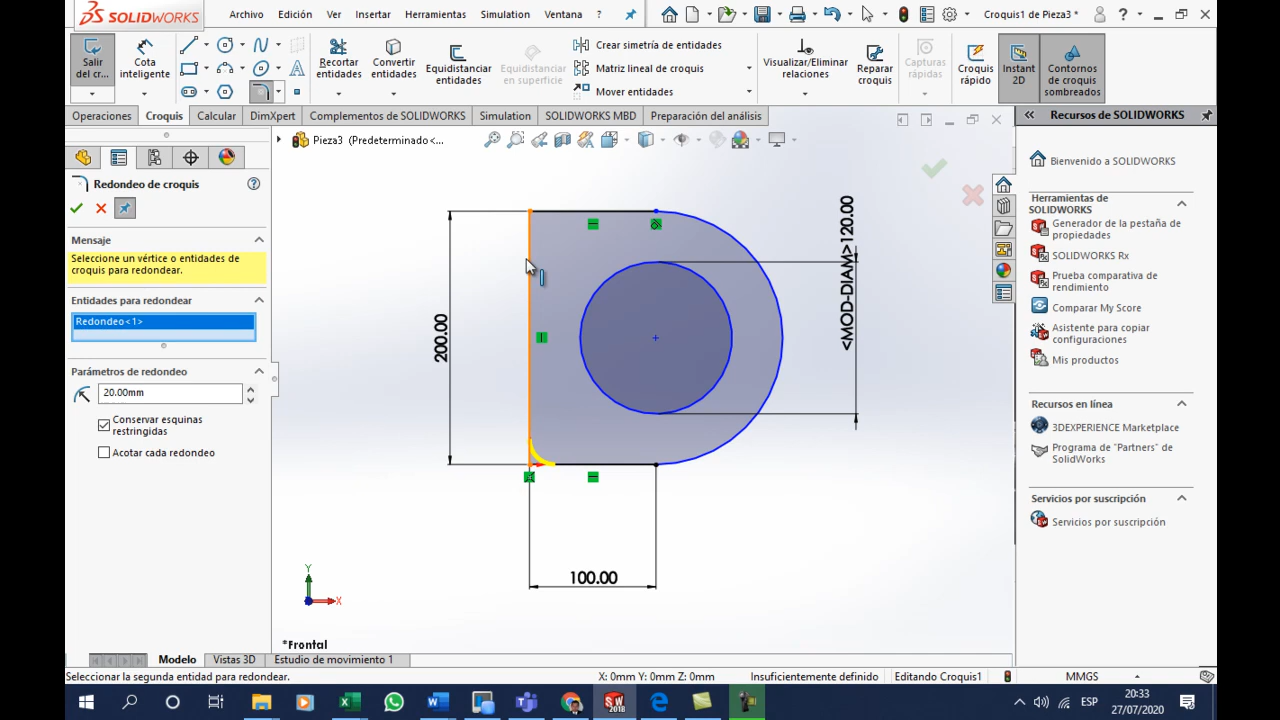 SOLIDWORKS
Archivo Edición Ver Insertar Herramientas Simulation Ventana ? Croquis1 de Pieza3 * ?
Salir del cr...
Cota inteligente
Recortar entidades
Convertir entidades
Equidistanciar entidades
Equidistanciar en superficie
Crear simetría de entidades
Matriz lineal de croquis
Mover entidades
Visualizar/Eliminar relaciones
Reparar croquis
Capturas rápidas
Croquis rápido
Instant 2D
Contornos de croquis sombreados
Operaciones Croquis Calcular DimXpert Complementos de SOLIDWORKS Simulation SOLIDWORKS MBD Preparación del análisis
Recursos de SOLIDWORKS
Pieza3 (Predeterminado<...
Redondeo de croquis
Mensaje
Seleccione un vértice o entidades de
croquis para redondear.
Entidades para redondear
Redondeo<1>
Parámetros de redondeo
20.00mm
Conservar esquinas
restringidas
Acotar cada redondeo
200.00
<MOD-DIAM>120.00
100.00
Y
X
*Frontal
Bienvenido a SOLIDWORKS
Herramientas de
SOLIDWORKS
Generador de la pestaña
de propiedades
SOLIDWORKS Rx
Prueba comparativa de
rendimiento
Comparar My Score
Asistente para copiar
configuraciones
Mis productos
Recursos en línea
3DEXPERIENCE Marketplace
Programa de "Partners" de
SolidWorks
Servicios por suscripción
Servicios por suscripción
Modelo Vistas 3D Estudio de movimiento 1
Seleccionar la segunda entidad para redondear. X: 0mm Y: 0mm Z: 0mm Insuficientemente definido Editando Croquis1 MMGS
ESP
20:33
27/07/2020